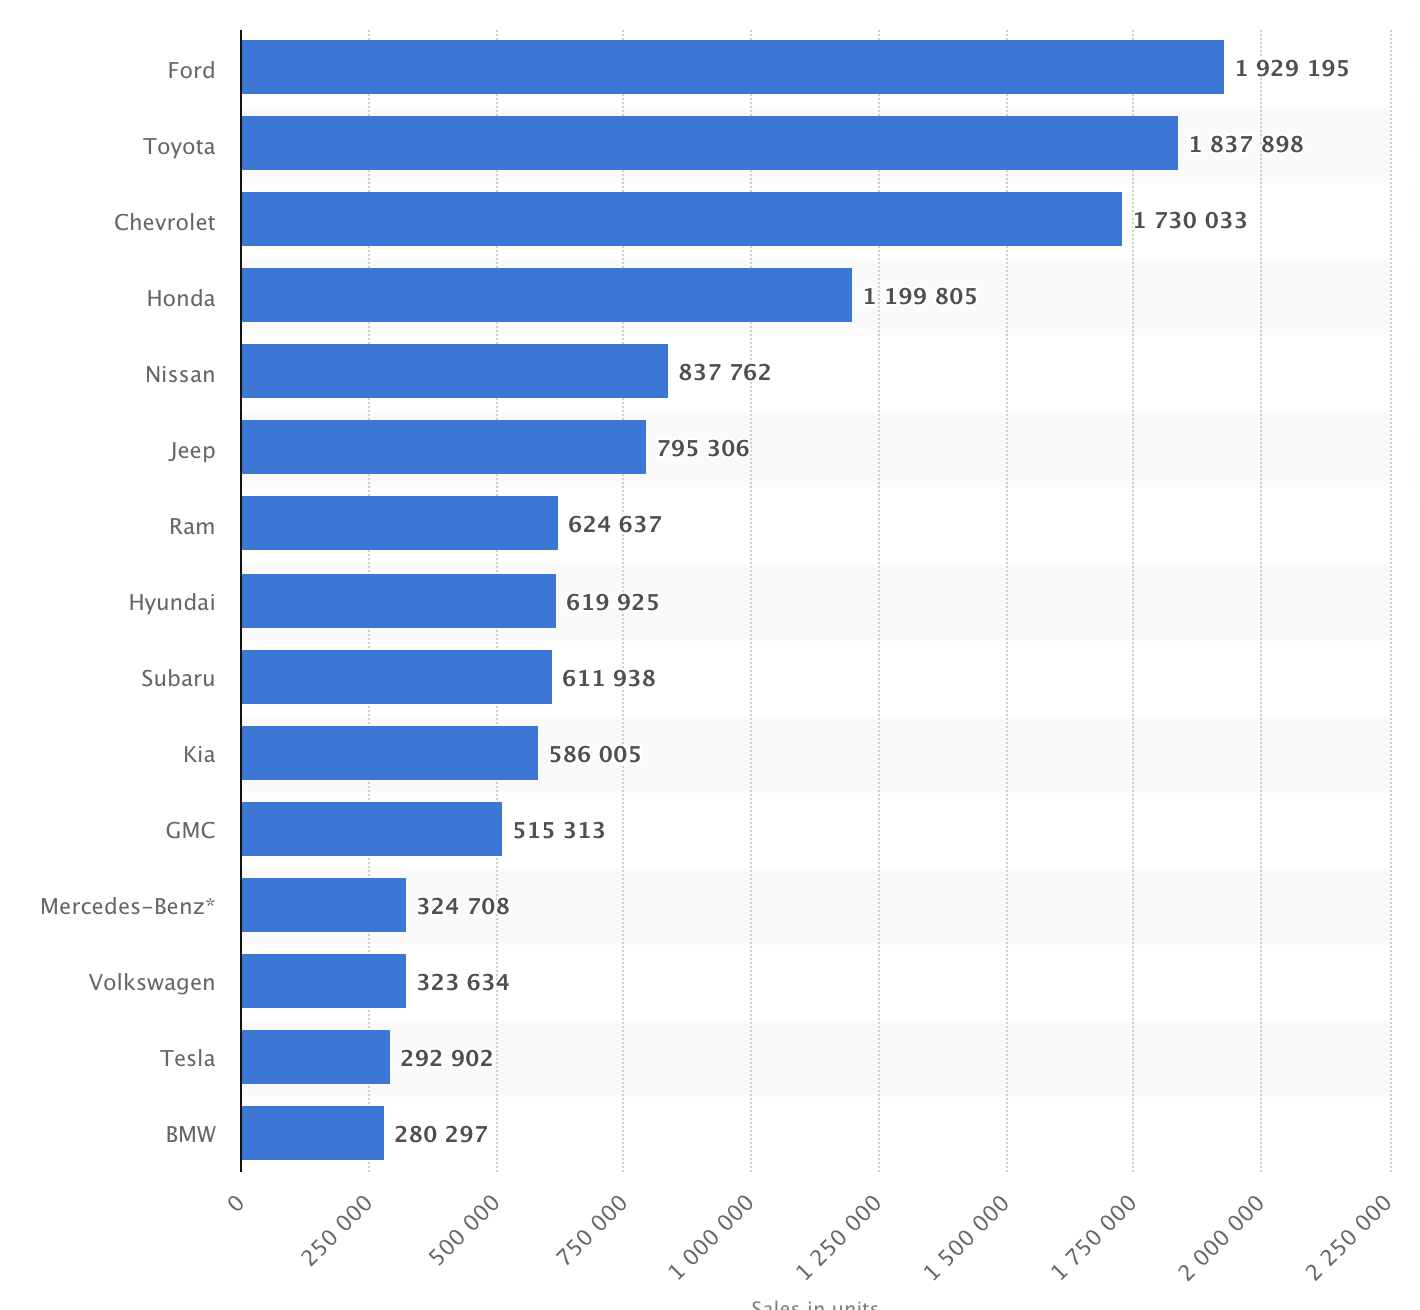 Ford 1 929 195
Toyota 1 837 898
Chevrolet 1 730 033
Honda 1 199 805
Nissan 837 762
Jeep 795 306
Ram 624 637
Hyundai 619 925
Subaru 611 938
Kia 586 005
GMC 515 313
Mercedes-Benz* 324 708
Volkswagen 323 634
Tesla 292 902
BMW 280 297
0 250 000 500 000 750 000 1 000 000 1 250 000 1 500 000 1 750 000 2 000 000 2 250 000
Sales in units